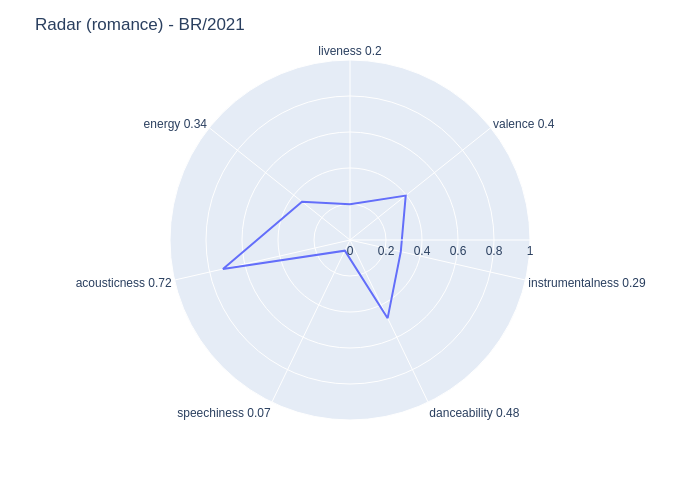 Radar (romance) - BR/2021
liveness 0.2
energy 0.34
valence 0.4
0 0.2 0.4 0.6 0.8 1
acousticness 0.72
instrumentalness 0.29
speechiness 0.07
danceability 0.48